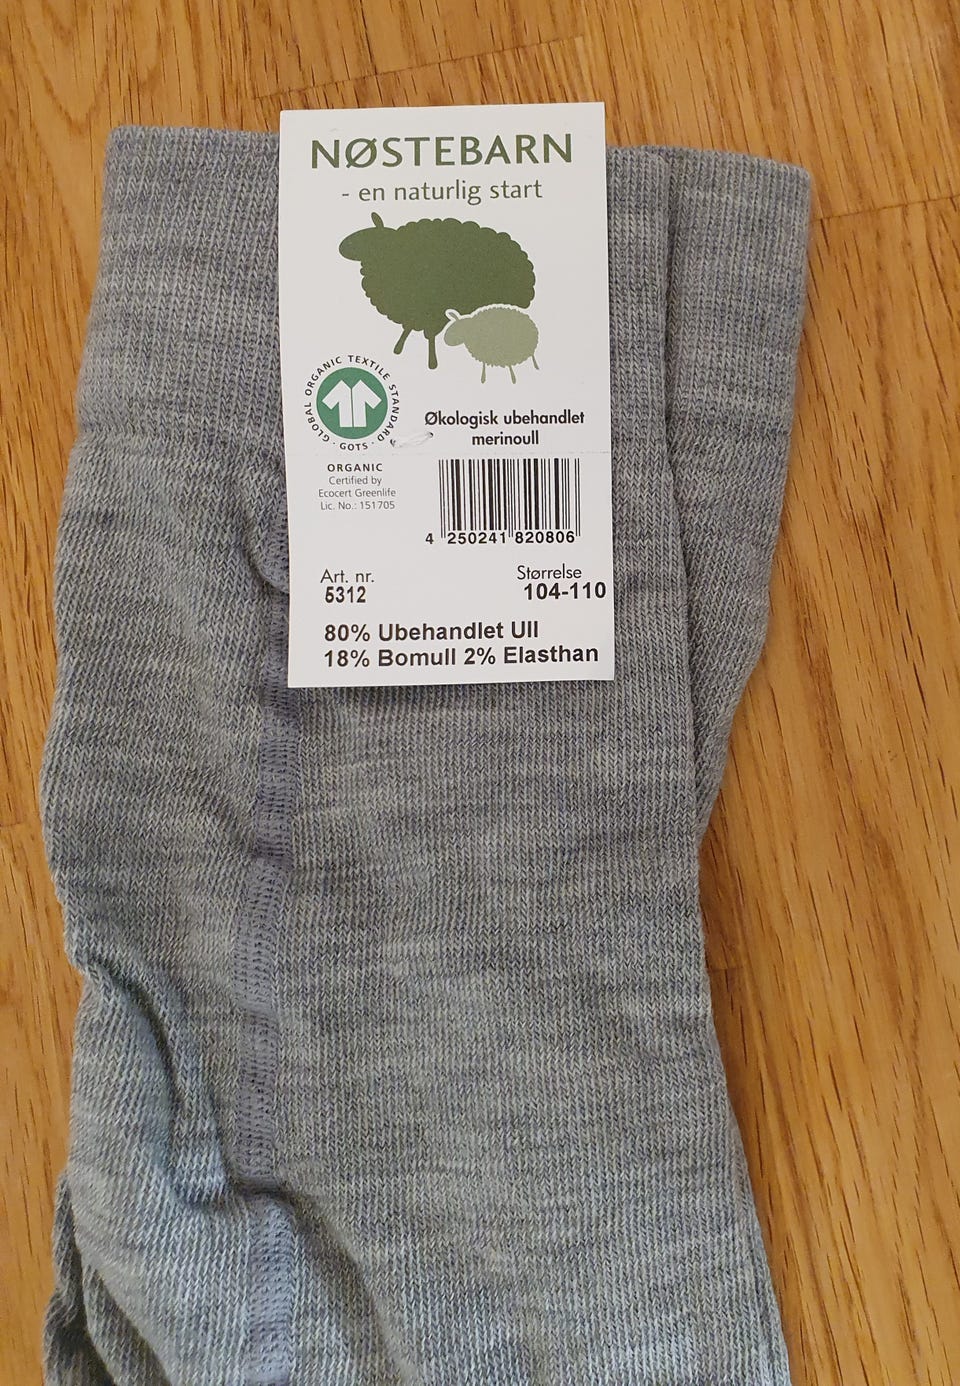 NØSTEBARN
- en naturlig start
GLOBAL ORGANIC TEXTILE STANDARD · GOTS ·
Økologisk ubehandlet
merinoull
ORGANIC
Certified by
Ecocert Greenlife
Lic. No.: 151705
4 250241 820806
Art. nr.
5312
Størrelse
104-110
80% Ubehandlet Ull
18% Bomull 2% Elasthan